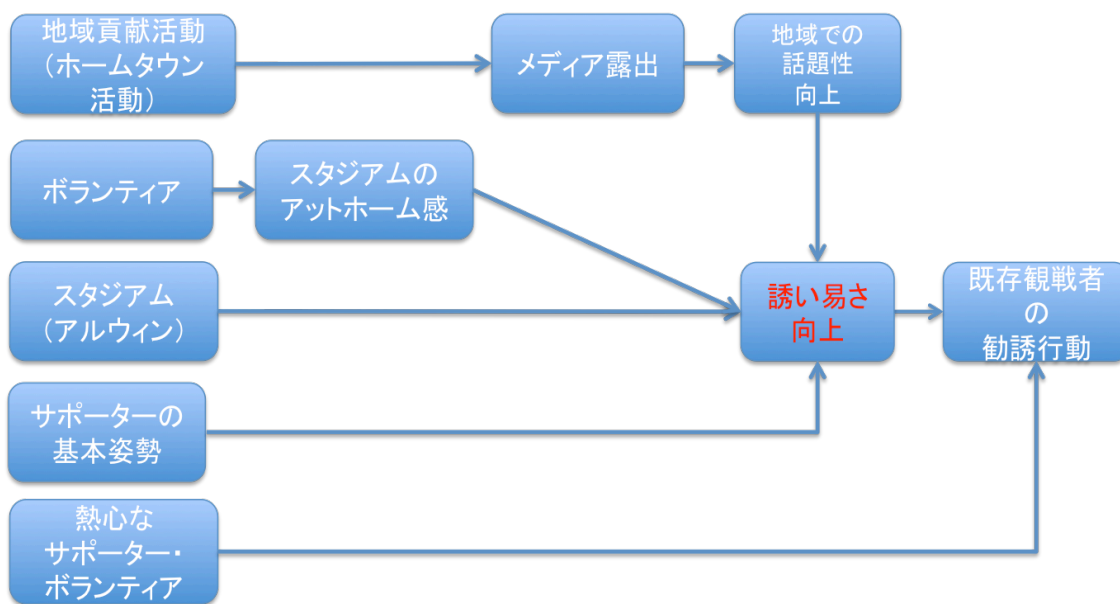 地域貢献活動
（ホームタウン
活動）
メディア露出
地域での
話題性
向上
ボランティア
スタジアムの
アットホーム感
スタジアム
（アルウィン）
誘い易さ
向上
既存観戦者
の
勧誘行動
サポーターの
基本姿勢
熱心な
サポーター・
ボランティア